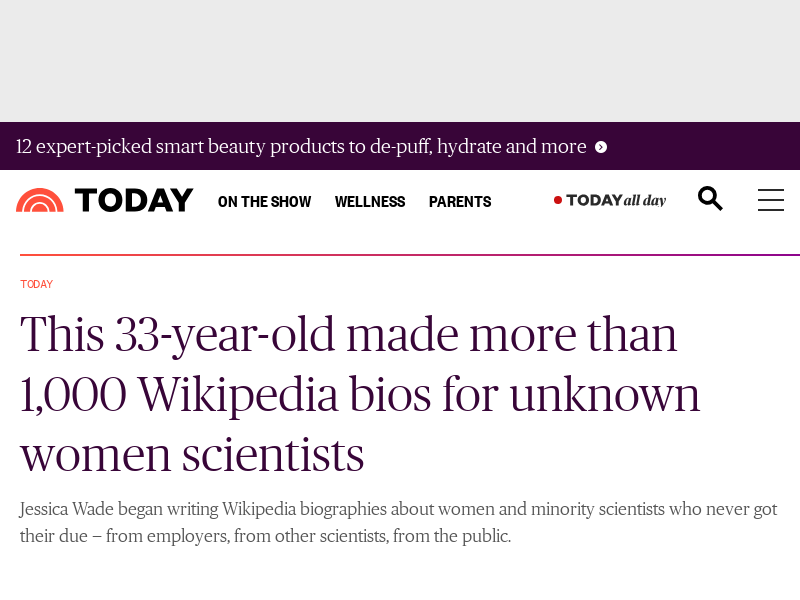 12 expert-picked smart beauty products to de-puff, hydrate and more
TODAY ON THE SHOW WELLNESS PARENTS TODAY all day
TODAY
This 33-year-old made more than
1,000 Wikipedia bios for unknown
women scientists
Jessica Wade began writing Wikipedia biographies about women and minority scientists who never got
their due — from employers, from other scientists, from the public.